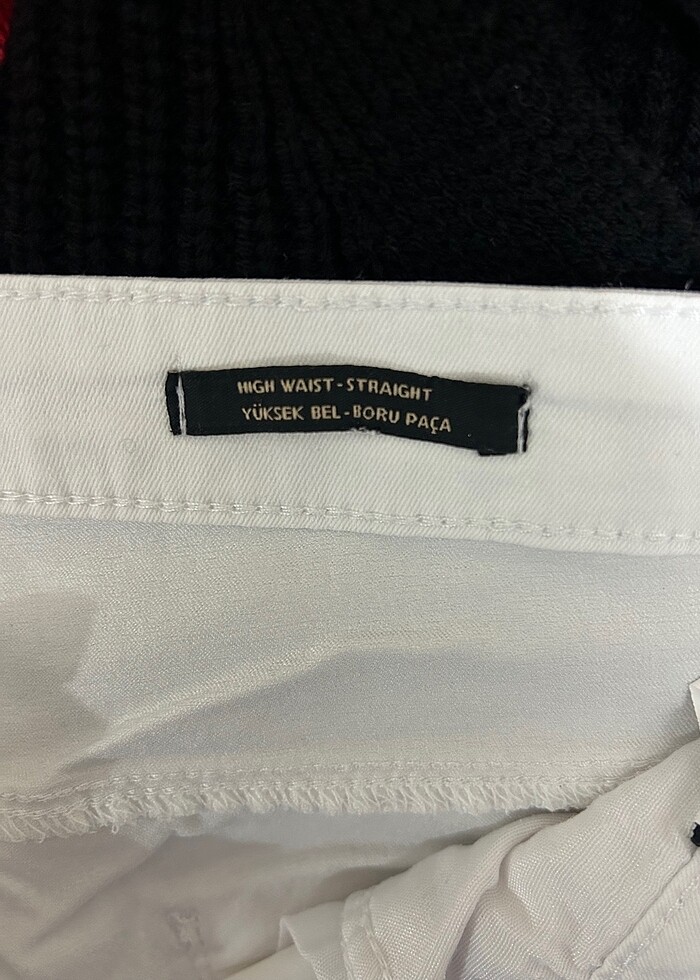 HIGH WAIST-STRAIGHT
YÜKSEK BEL-BORU PAÇA